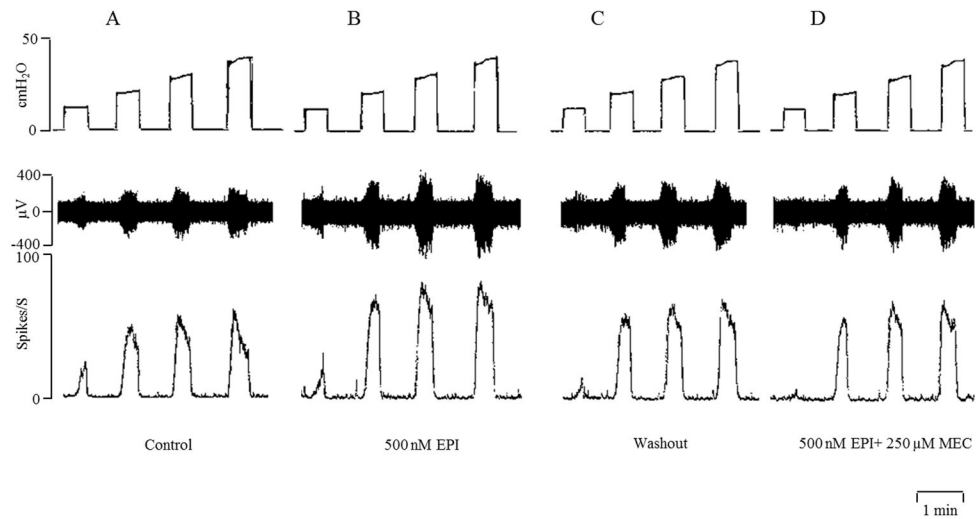 A B C D
50
cmH₂O
0
400
µV 0
-400
100
Spikes/S
0
Control 500 nM EPI Washout 500 nM EPI+ 250 µM MEC
1 min